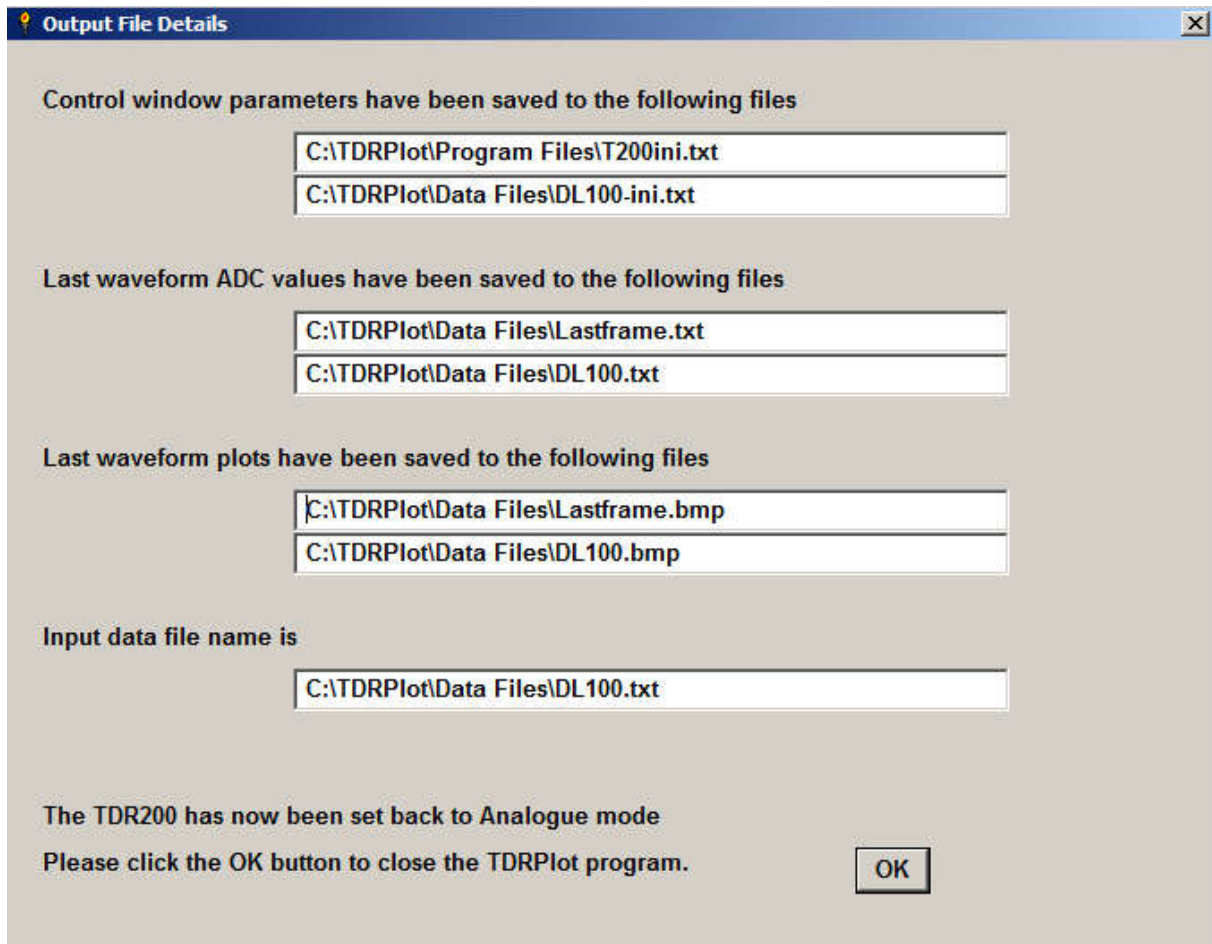 Output File Details
Control window parameters have been saved to the following files
C:\TDRPlot\Program Files\T200ini.txt
C:\TDRPlot\Data Files\DL100-ini.txt
Last waveform ADC values have been saved to the following files
C:\TDRPlot\Data Files\Lastframe.txt
C:\TDRPlot\Data Files\DL100.txt
Last waveform plots have been saved to the following files
C:\TDRPlot\Data Files\Lastframe.bmp
C:\TDRPlot\Data Files\DL100.bmp
Input data file name is
C:\TDRPlot\Data Files\DL100.txt
The TDR200 has now been set back to Analogue mode
Please click the OK button to close the TDRPlot program.
OK